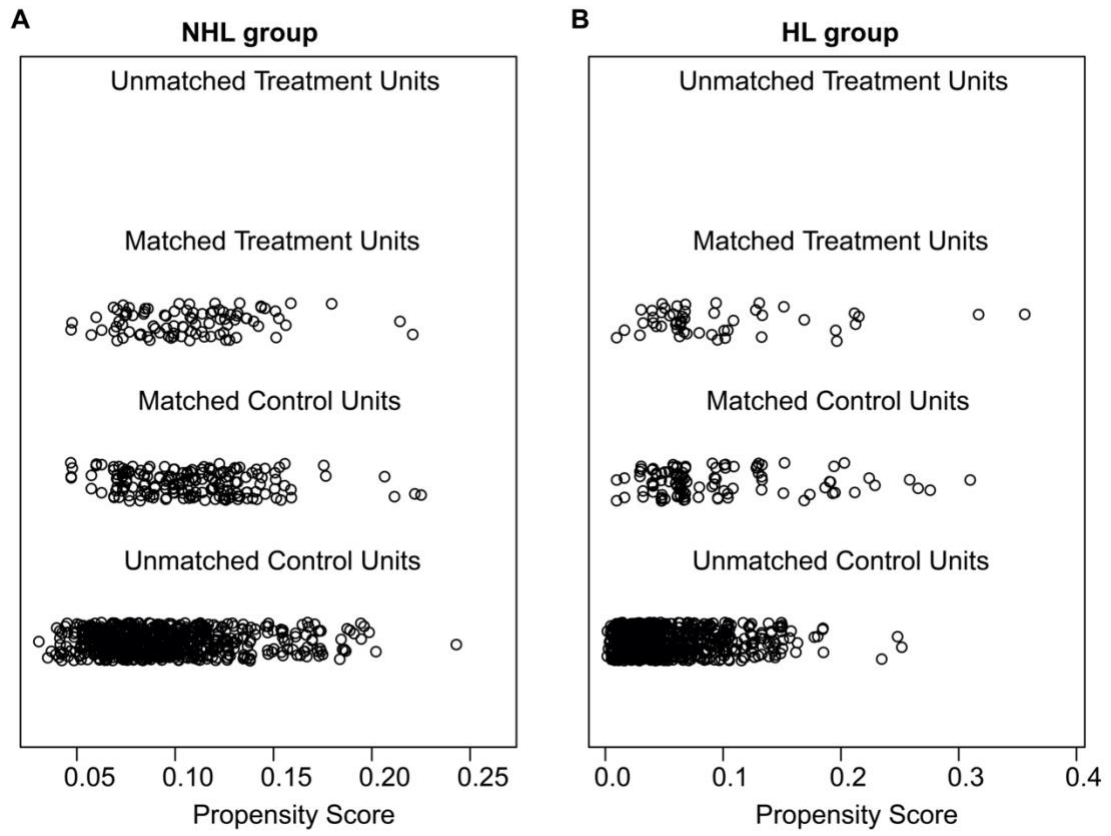 A
NHL group
Unmatched Treatment Units
Matched Treatment Units
Matched Control Units
Unmatched Control Units
0.05 0.10 0.15 0.20 0.25
Propensity Score
B
HL group
Unmatched Treatment Units
Matched Treatment Units
Matched Control Units
Unmatched Control Units
0.0 0.1 0.2 0.3 0.4
Propensity Score